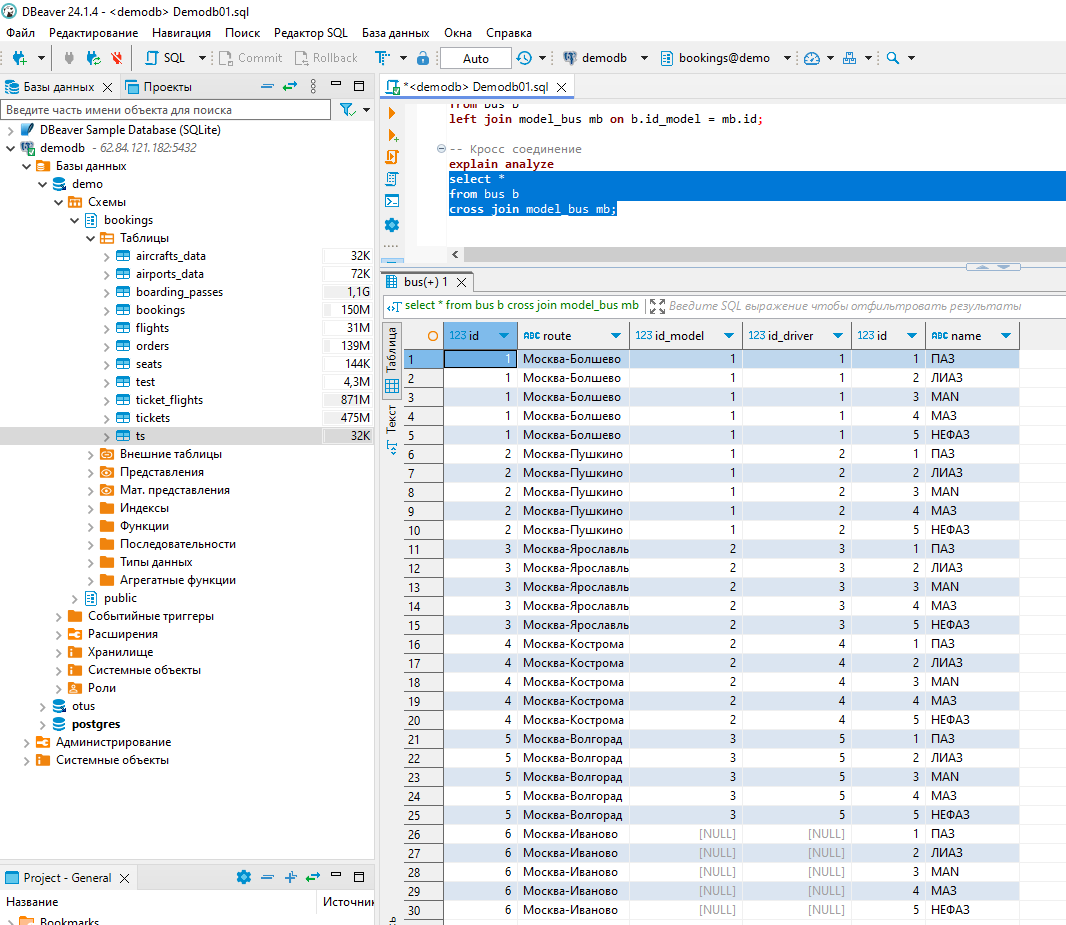 DBeaver 24.1.4 - <demodb> Demodb01.sql
Файл Редактирование Навигация Поиск Редактор SQL База данных Окна Справка
SQL Commit Rollback Auto demodb bookings@demo
Базы данных Проекты
Введите часть имени объекта для поиска
DBeaver Sample Database (SQLite)
demodb - 62.84.121.182:5432
Базы данных
demo
Схемы
bookings
Таблицы
aircrafts_data 32K
airports_data 72K
boarding_passes 1,1G
bookings 150M
flights 31M
orders 139M
seats 144K
test 4,3M
ticket_flights 871M
tickets 475M
ts 32K
Внешние таблицы
Представления
Мат. представления
Индексы
Функции
Последовательности
Типы данных
Агрегатные функции
public
Событийные триггеры
Расширения
Хранилище
Системные объекты
Роли
otus
postgres
Администрирование
Системные объекты
Project - General
Название Источник
Bookmarks
*<demodb> Demodb01.sql
from bus b
left join model_bus mb on b.id_model = mb.id;
-- Кросс соединение
explain analyze
select *
from bus b
cross join model_bus mb;
bus(+) 1
select * from bus b cross join model_bus mb Введите SQL выражение чтобы отфильтровать результаты
Таблица
Текст
123 id ABC route 123 id_model 123 id_driver 123 id ABC name
1 1 Москва-Болшево 1 1 1 ПАЗ
2 1 Москва-Болшево 1 1 2 ЛИАЗ
3 1 Москва-Болшево 1 1 3 MAN
4 1 Москва-Болшево 1 1 4 МАЗ
5 1 Москва-Болшево 1 1 5 НЕФАЗ
6 2 Москва-Пушкино 1 2 1 ПАЗ
7 2 Москва-Пушкино 1 2 2 ЛИАЗ
8 2 Москва-Пушкино 1 2 3 MAN
9 2 Москва-Пушкино 1 2 4 МАЗ
10 2 Москва-Пушкино 1 2 5 НЕФАЗ
11 3 Москва-Ярославль 2 3 1 ПАЗ
12 3 Москва-Ярославль 2 3 2 ЛИАЗ
13 3 Москва-Ярославль 2 3 3 MAN
14 3 Москва-Ярославль 2 3 4 МАЗ
15 3 Москва-Ярославль 2 3 5 НЕФАЗ
16 4 Москва-Кострома 2 4 1 ПАЗ
17 4 Москва-Кострома 2 4 2 ЛИАЗ
18 4 Москва-Кострома 2 4 3 MAN
19 4 Москва-Кострома 2 4 4 МАЗ
20 4 Москва-Кострома 2 4 5 НЕФАЗ
21 5 Москва-Волгорад 3 5 1 ПАЗ
22 5 Москва-Волгорад 3 5 2 ЛИАЗ
23 5 Москва-Волгорад 3 5 3 MAN
24 5 Москва-Волгорад 3 5 4 МАЗ
25 5 Москва-Волгорад 3 5 5 НЕФАЗ
26 6 Москва-Иваново [NULL] [NULL] 1 ПАЗ
27 6 Москва-Иваново [NULL] [NULL] 2 ЛИАЗ
28 6 Москва-Иваново [NULL] [NULL] 3 MAN
29 6 Москва-Иваново [NULL] [NULL] 4 МАЗ
30 6 Москва-Иваново [NULL] [NULL] 5 НЕФАЗ